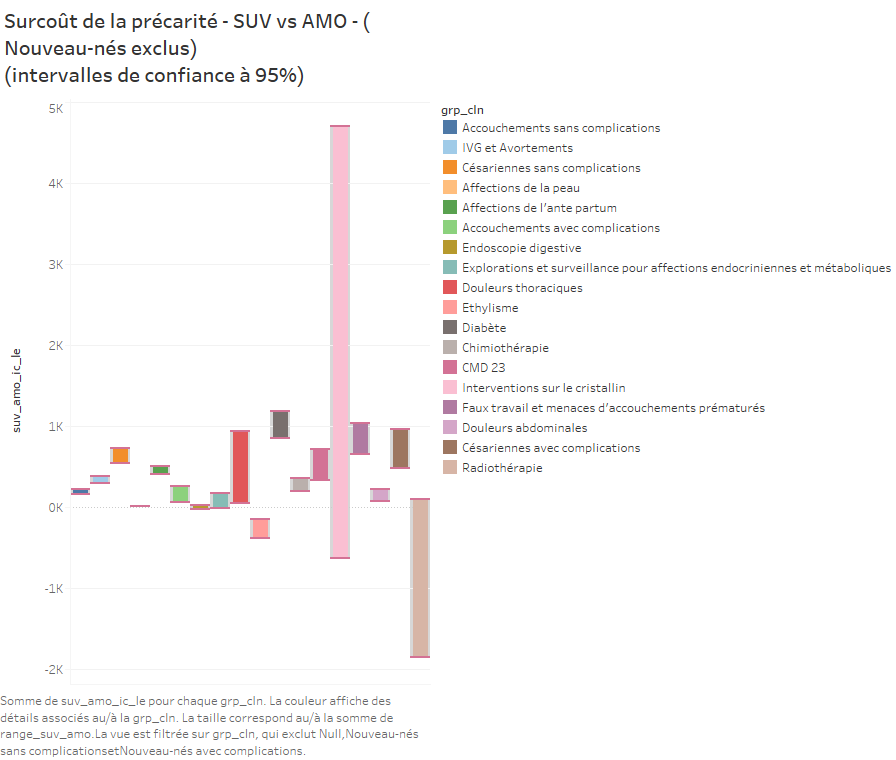 Surcoût de la précarité - SUV vs AMO - (
Nouveau-nés exclus)
(intervalles de confiance à 95%)
5K
4K
3K
2K
1K
0K
-1K
-2K
suv_amo_ic_le
grp_cln
Accouchements sans complications
IVG et Avortements
Césariennes sans complications
Affections de la peau
Affections de l’ante partum
Accouchements avec complications
Endoscopie digestive
Explorations et surveillance pour affections endocriniennes et métaboliques
Douleurs thoraciques
Ethylisme
Diabète
Chimiothérapie
CMD 23
Interventions sur le cristallin
Faux travail et menaces d’accouchements prématurés
Douleurs abdominales
Césariennes avec complications
Radiothérapie
Somme de suv_amo_ic_le pour chaque grp_cln. La couleur affiche des
détails associés au/à la grp_cln. La taille correspond au/à la somme de
range_suv_amo.La vue est filtrée sur grp_cln, qui exclut Null,Nouveau-nés
sans complicationsetNouveau-nés avec complications.